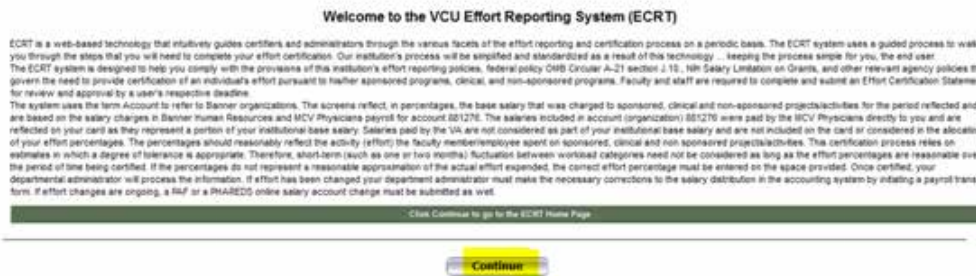 Welcome to the VCU Effort Reporting System (ECRT)
ECRT is a web-based technology that intuitively guides certifiers and administrators through the various facets of the effort reporting and certification process on a periodic basis. The ECRT system uses a guided process to
you through the steps that you will need to complete your effort certification. Our institution's process will be simplified and standardized as a result of this technology ... keeping the process simple for you, the end user.
The ECRT system is designed to help you comply with the provisions of this institution's effort reporting policies, federal policy OMB Circular A-21 section J.10., NIH Salary Limitation on Grants, and other relevant agency policies
govern the need to provide certification of an individual's effort pursuant to his/her sponsored programs, clinical, and non-sponsored programs. Faculty and staff are required to complete and submit an Effort Certification
for review and approval by a user's respective deadline.
The system uses the term Account to refer to Banner organizations. The screens reflect, in percentages, the base salary that was charged to sponsored, clinical and non-sponsored projects/activities for the period reflected
are based on the salary charges in Banner Human Resources and MCV Physicians payroll for account 881276. The salaries included in account (organization) 881276 were paid by the MCV Physicians directly to you and are
reflected on your card as they represent a portion of your institutional base salary. Salaries paid by the VA are not considered as part of your institutional base salary and are not included on the card or considered in the
of your effort percentages. The percentages should reasonably reflect the activity (effort) the faculty member/employee spent on sponsored, clinical and non sponsored projects/activities. This certification process relies on
estimates in which a degree of tolerance is appropriate. Therefore, short-term (such as one or two months) fluctuation between workload categories need not be considered as long as the effort percentages are reasonable
the period of time being certified. If the percentages do not represent a reasonable approximation of the actual effort expended, the correct effort percentage must be entered on the space provided. Once certified, your
departmental administrator will process the information. If effort has been changed your department administrator must make the necessary corrections to the salary distribution in the accounting system by initiating a payroll
form. If effort changes are ongoing, a PAF or a PHAREDS online salary account change must be submitted as well.
Click Continue to go to the ECRT Home Page
Continue